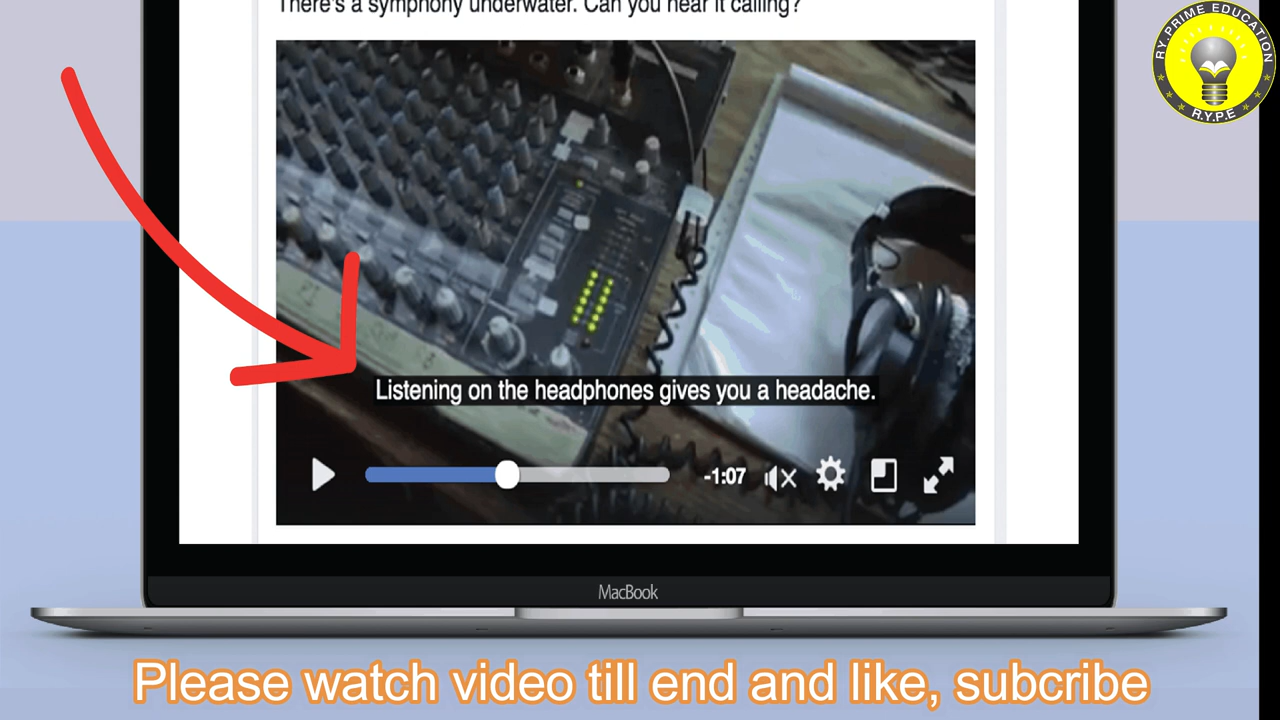 There's a symphony underwater. Can you hear it calling?
RY.PRIME EDUCATION
R.Y.P.E
Listening on the headphones gives you a headache.
-1:07
MacBook
Please watch video till end and like, subcribe